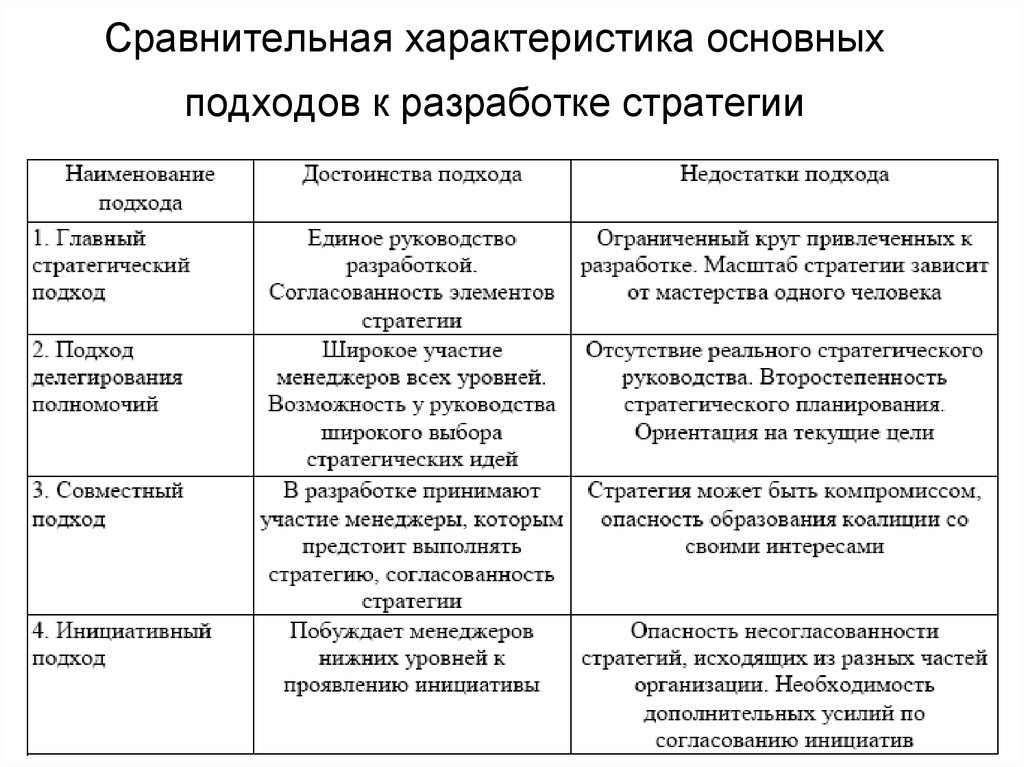 Сравнительная характеристика основных
подходов к разработке стратегии
Наименование
подхода
Достоинства подхода
Недостатки подхода
1. Главный
стратегический
подход
Единое руководство
разработкой.
Согласованность элементов
стратегии
Ограниченный круг привлеченных к
разработке. Масштаб стратегии зависит
от мастерства одного человека
2. Подход
делегирования
полномочий
Широкое участие
менеджеров всех уровней.
Возможность у руководства
широкого выбора
стратегических идей
Отсутствие реального стратегического
руководства. Второстепенность
стратегического планирования.
Ориентация на текущие цели
3. Совместный
подход
В разработке принимают
участие менеджеры, которым
предстоит выполнять
стратегию, согласованность
стратегии
Стратегия может быть компромиссом,
опасность образования коалиции со
своими интересами
4. Инициативный
подход
Побуждает менеджеров
нижних уровней к
проявлению инициативы
Опасность несогласованности
стратегий, исходящих из разных частей
организации. Необходимость
дополнительных усилий по
согласованию инициатив